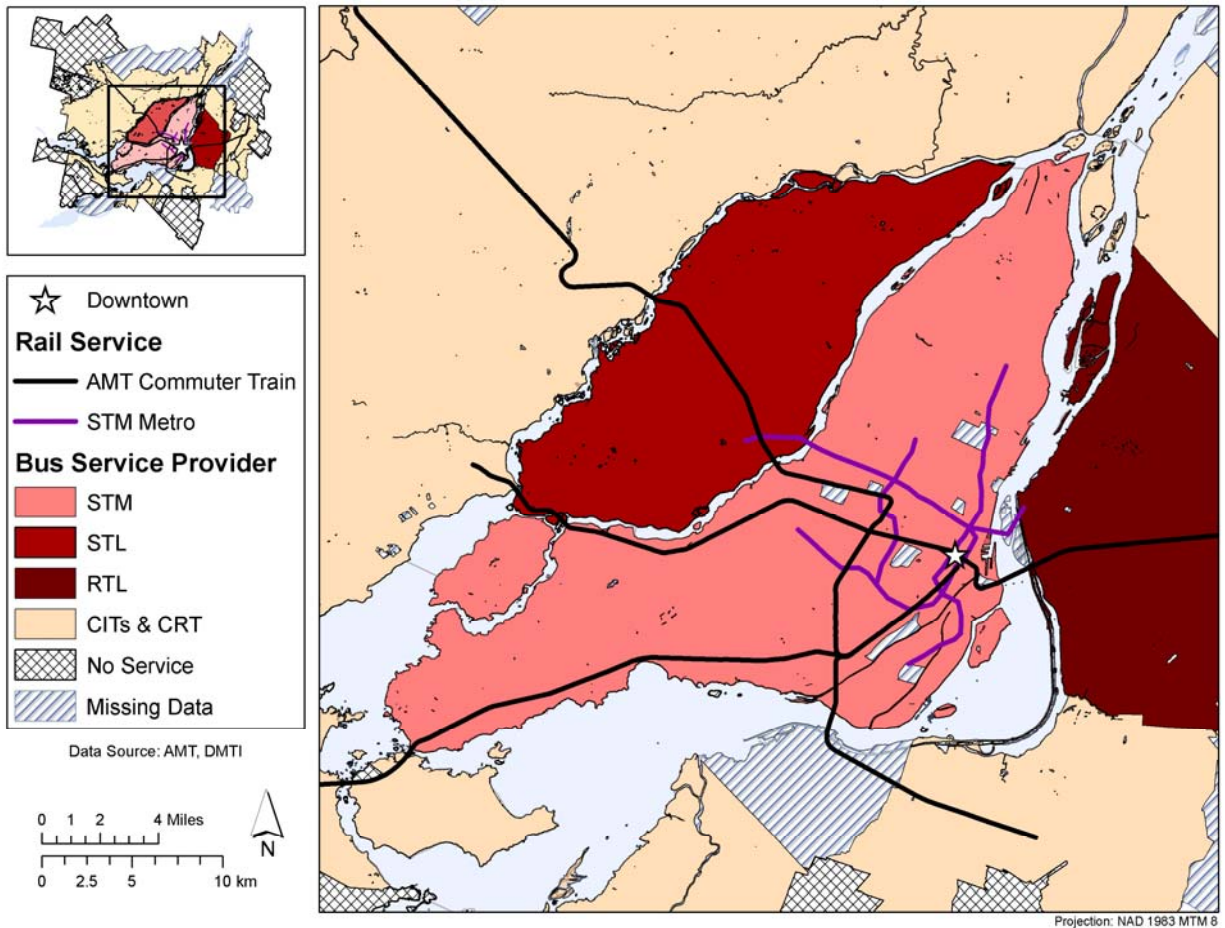 Downtown
Rail Service
AMT Commuter Train
STM Metro
Bus Service Provider
STM
STL
RTL
CITs & CRT
No Service
Missing Data
Data Source: AMT, DMTI
0 1 2 4 Miles
N
0 2.5 5 10 km
Projection: NAD 1983 MTM 8